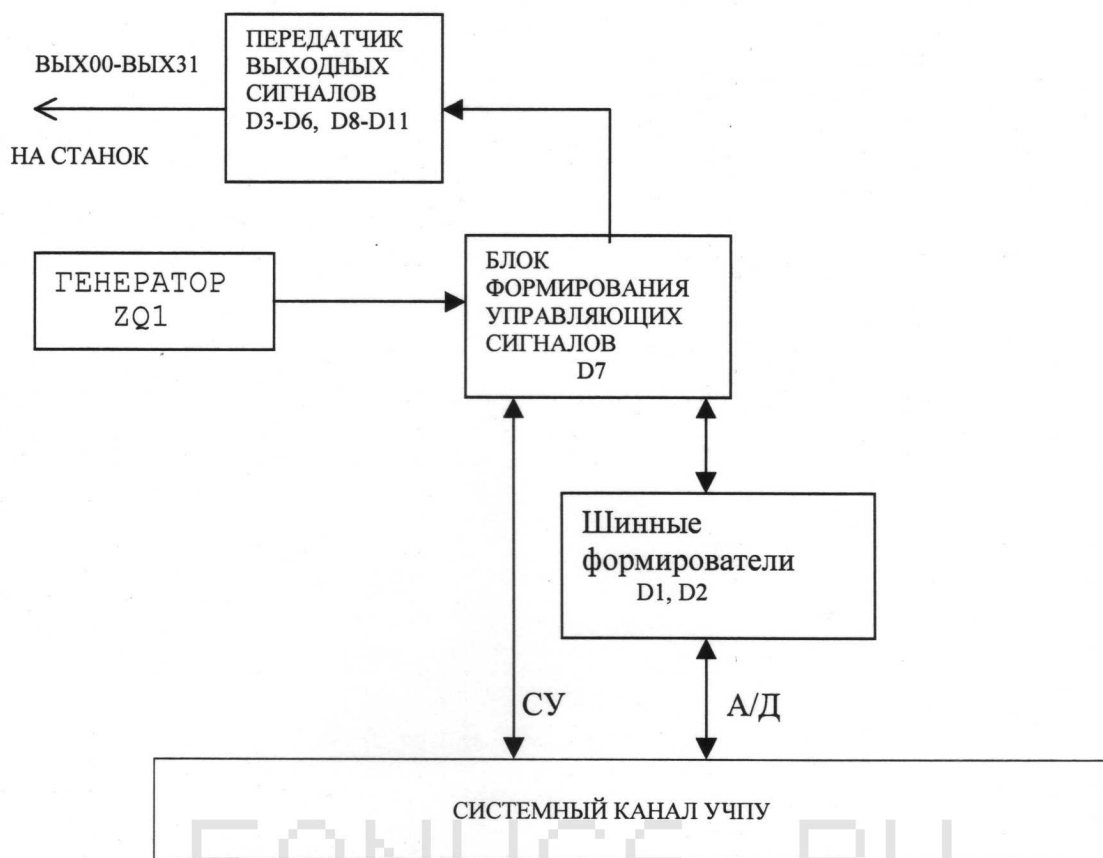 ПЕРЕДАТЧИК
ВЫХОДНЫХ
СИГНАЛОВ
D3-D6, D8-D11
ВЫХ00-ВЫХ31
НА СТАНОК
ГЕНЕРАТОР
ZQ1
БЛОК
ФОРМИРОВАНИЯ
УПРАВЛЯЮЩИХ
СИГНАЛОВ
D7
Шинные
формирователи
D1, D2
СУ
А/Д
СИСТЕМНЫЙ КАНАЛ УЧПУ